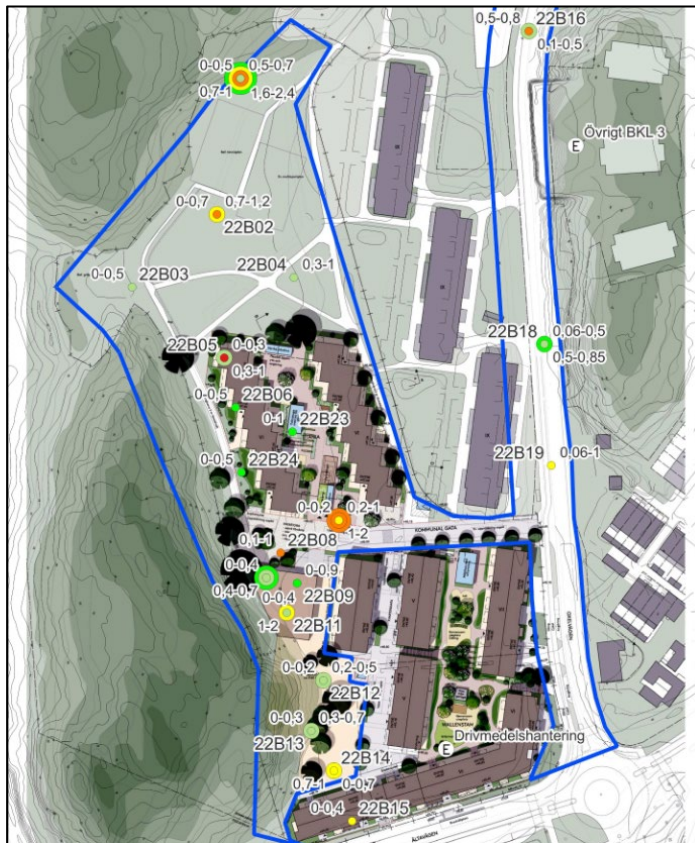 0,5-0,8 22B16
0,1-0,5
Övrigt BKL 3
E
0-0,5 0,5-0,7
0,7-1 1,6-2,4
0-0,7 0,7-1,2
22B02
0-0,5 22B03
22B04 0,3-1
22B18 0,06-0,5
0,5-0,85
22B05 0-0,3
0,3-1
0-0,5 22B06
0-1 22B23
22B19 0,06-1
0-0,5 22B24
0-0,2 0,2-1
1-2
KOMMUNAL GATA
0,1-1 22B08
0-0,4 0-0,9
0,4-0,7 22B09
0-0,4
1-2 22B11
0-0,2 0,2-0,5
22B12
0-0,3 0,3-0,7
22B13
WALLENSTAM
Drivmedelshantering
E
22B14
0,7-1 0-0,7
0-0,4 22B15
ÄLTAVÄGEN